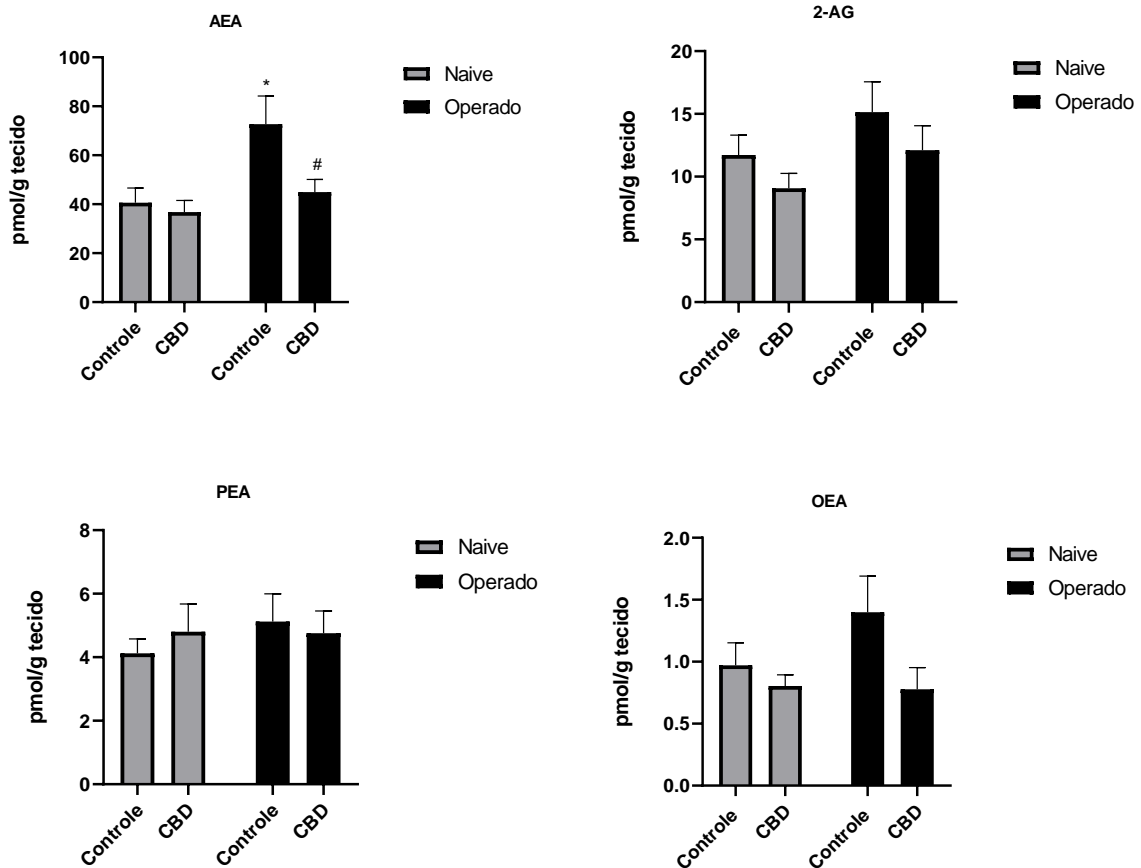 AEA
100
80
60
40
20
0
pmol/g tecido
*
#
Controle
CBD
Controle
CBD
Naive
Operado
2-AG
20
15
10
5
0
pmol/g tecido
Controle
CBD
Controle
CBD
Naive
Operado
PEA
8
6
4
2
0
pmol/g tecido
Controle
CBD
Controle
CBD
Naive
Operado
OEA
2.0
1.5
1.0
0.5
0.0
pmol/g tecido
Controle
CBD
Controle
CBD
Naive
Operado